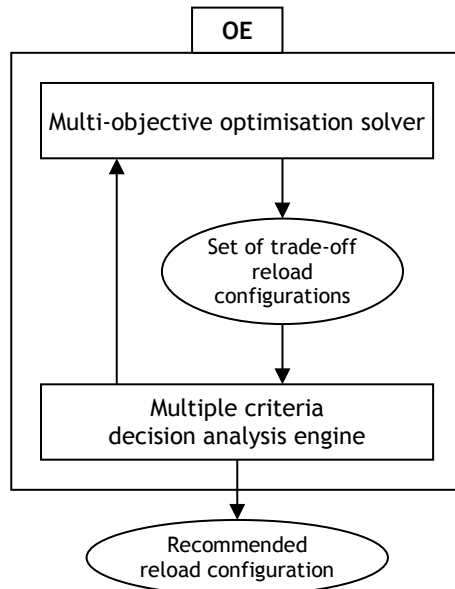 OE
Multi-objective optimisation solver
Set of trade-off
reload
configurations
Multiple criteria
decision analysis engine
Recommended
reload configuration